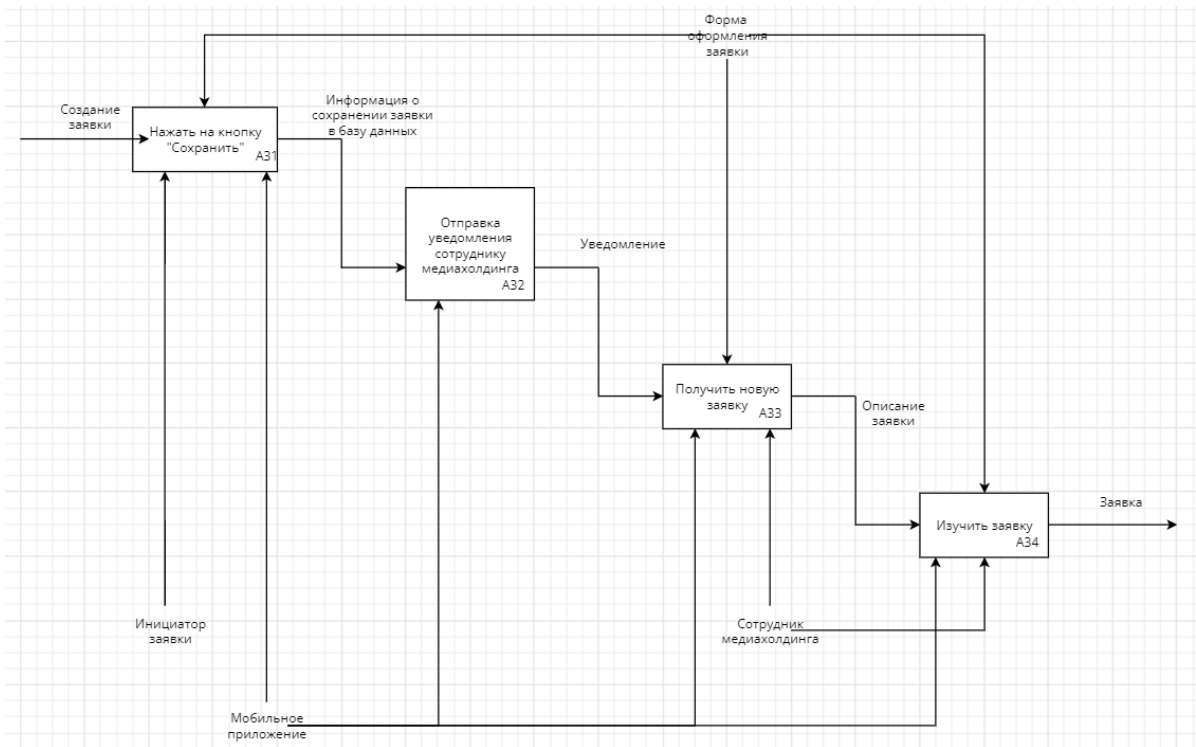 Форма
оформления
заявки
Создание
заявки
Информация о
сохранении заявки
в базу данных
Нажать на кнопку
"Сохранить"
А31
Отправка
уведомления
сотруднику
медиахолдинга
А32
Уведомление
Получить новую
заявку
А33
Описание
заявки
Изучить заявку
А34
Заявка
Инициатор
заявки
Сотрудник
медиахолдинга
Мобильное
приложение